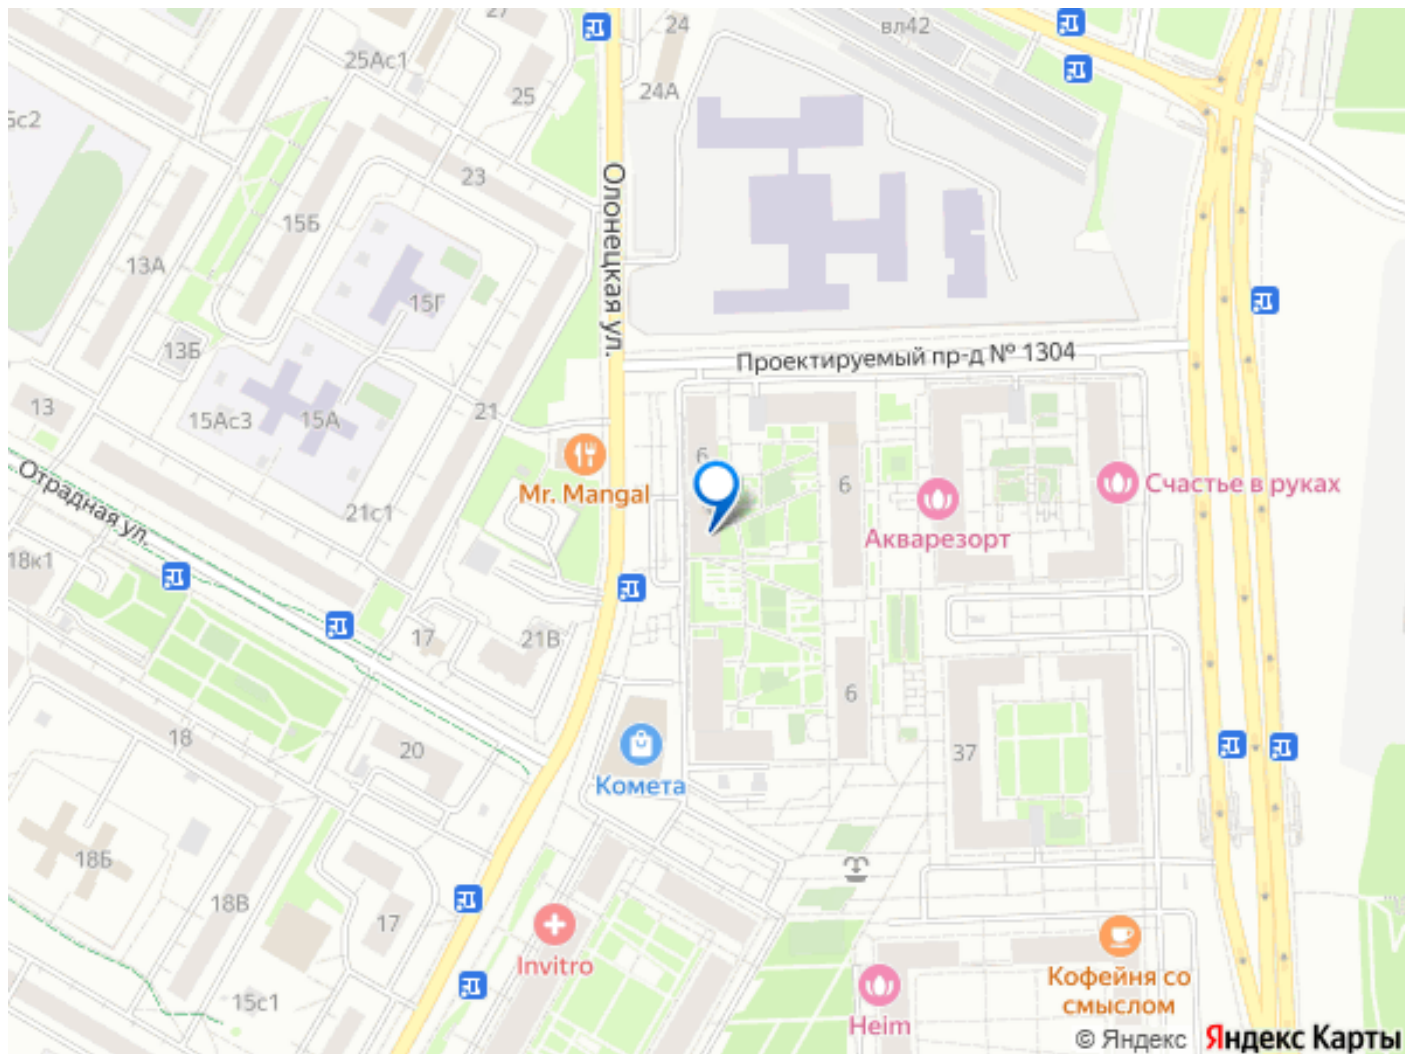 27
24
вл42
25Ас1
25
24А
5с2
23
Олонецкая ул.
15Б
13А
15Г
13Б
Проектируемый пр-д № 1304
13
15Ас3
15А
21
6
Mr. Mangal
6
Счастье в руках
Отрадная ул.
21с1
Акварезорт
18к1
17
21В
6
18
20
37
Комета
18Б
18В
17
Invitro
15с1
Кофейня со
смыслом
Heim
© Яндекс Яндекс Карты